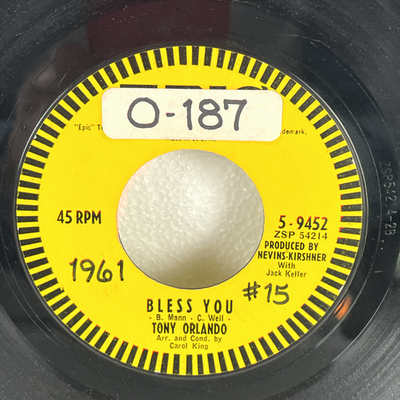 EPIC
O-187
"Epic"
45 RPM
5-9452
ZSP 54214
PRODUCED BY
NEVINS-KIRSHNER
With
Jack Keller
1961
#15
BLESS YOU
- B. Mann - C. Weil -
TONY ORLANDO
Arr. and Cond. by
Carol King